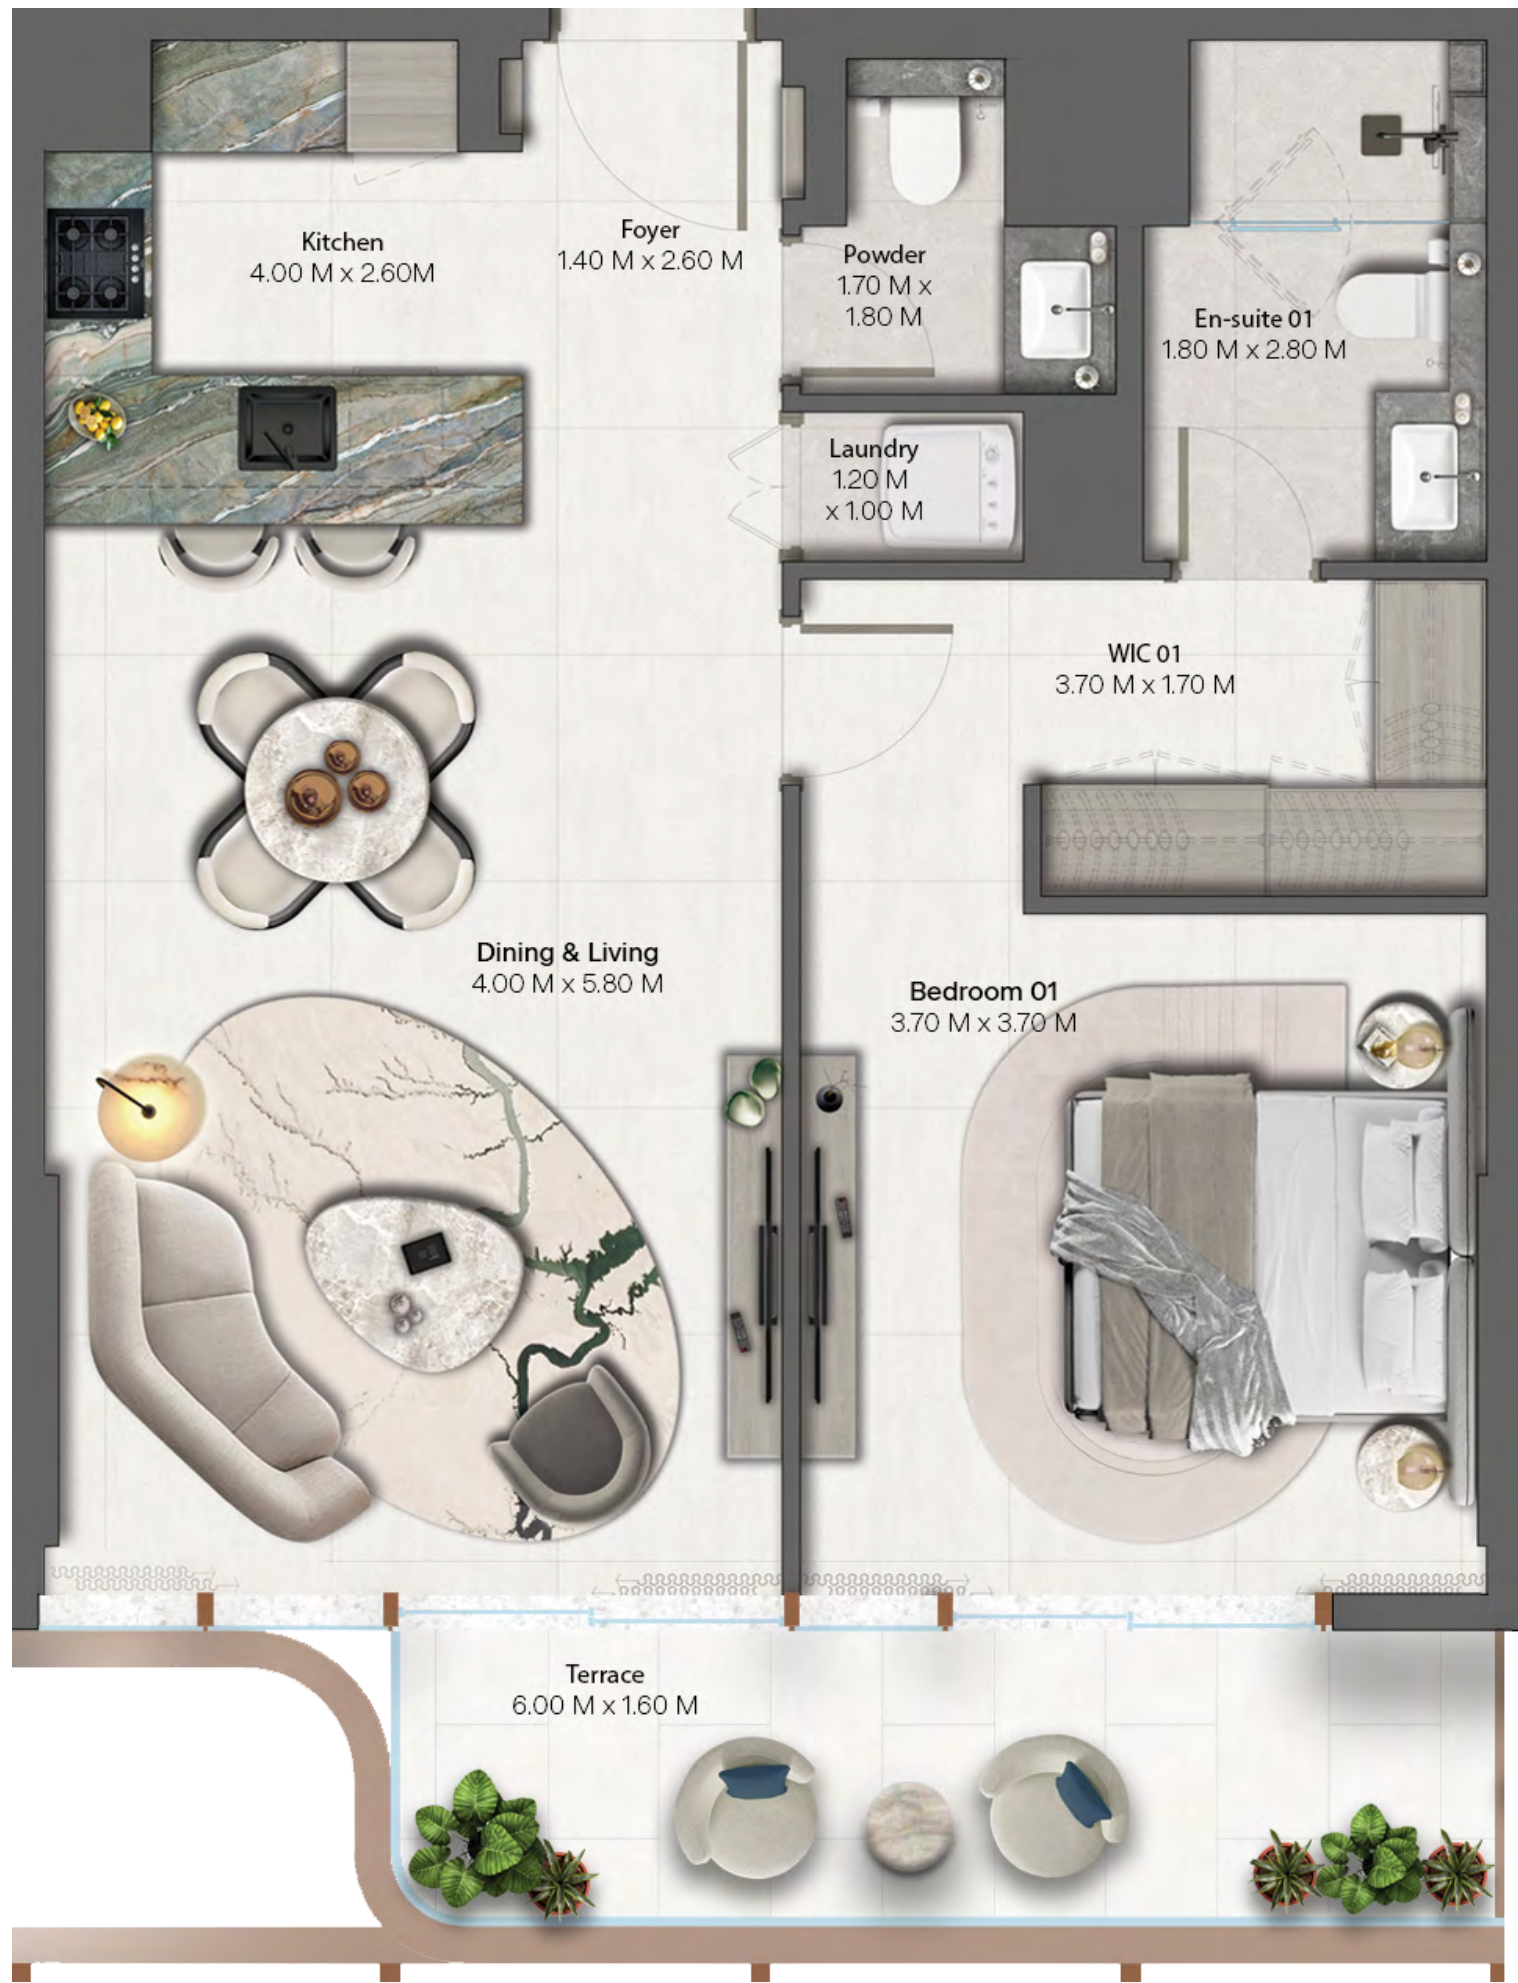 Kitchen
4.00 M x 2.60M
Foyer
1.40 M x 2.60 M
Powder
1.70 M x
1.80 M
En-suite 01
1.80 M x 2.80 M
Laundry
1.20 M
x 1.00 M
WIC 01
3.70 M x 1.70 M
Dining & Living
4.00 M x 5.80 M
Bedroom 01
3.70 M x 3.70 M
Terrace
6.00 M x 1.60 M